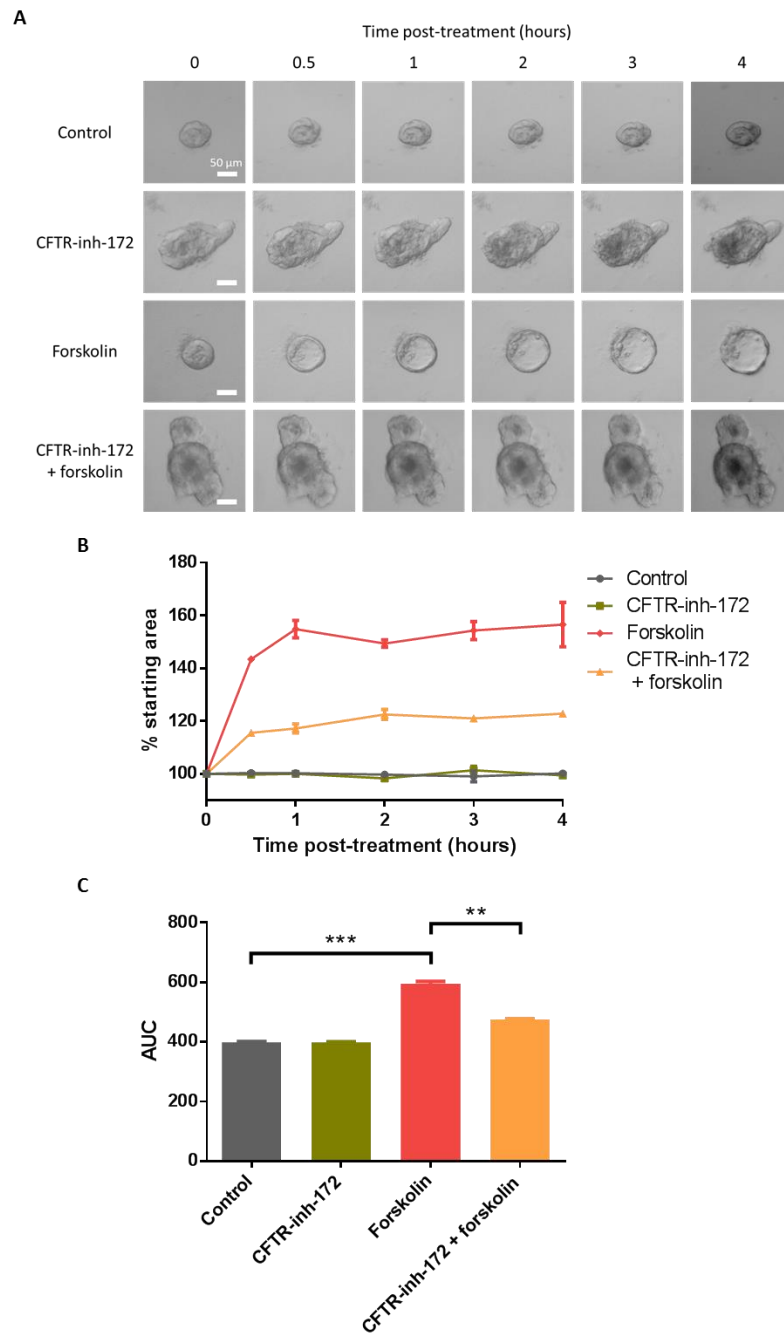 A
Time post-treatment (hours)
0 0.5 1 2 3 4
Control
50 µm
CFTR-inh-172
Forskolin
CFTR-inh-172
+ forskolin
B
180
160
140
120
100
% starting area
0 1 2 3 4
Time post-treatment (hours)
Control
CFTR-inh-172
Forskolin
CFTR-inh-172
+ forskolin
C
800
600
400
200
0
AUC
***
**
Control
CFTR-inh-172
Forskolin
CFTR-inh-172 + forskolin